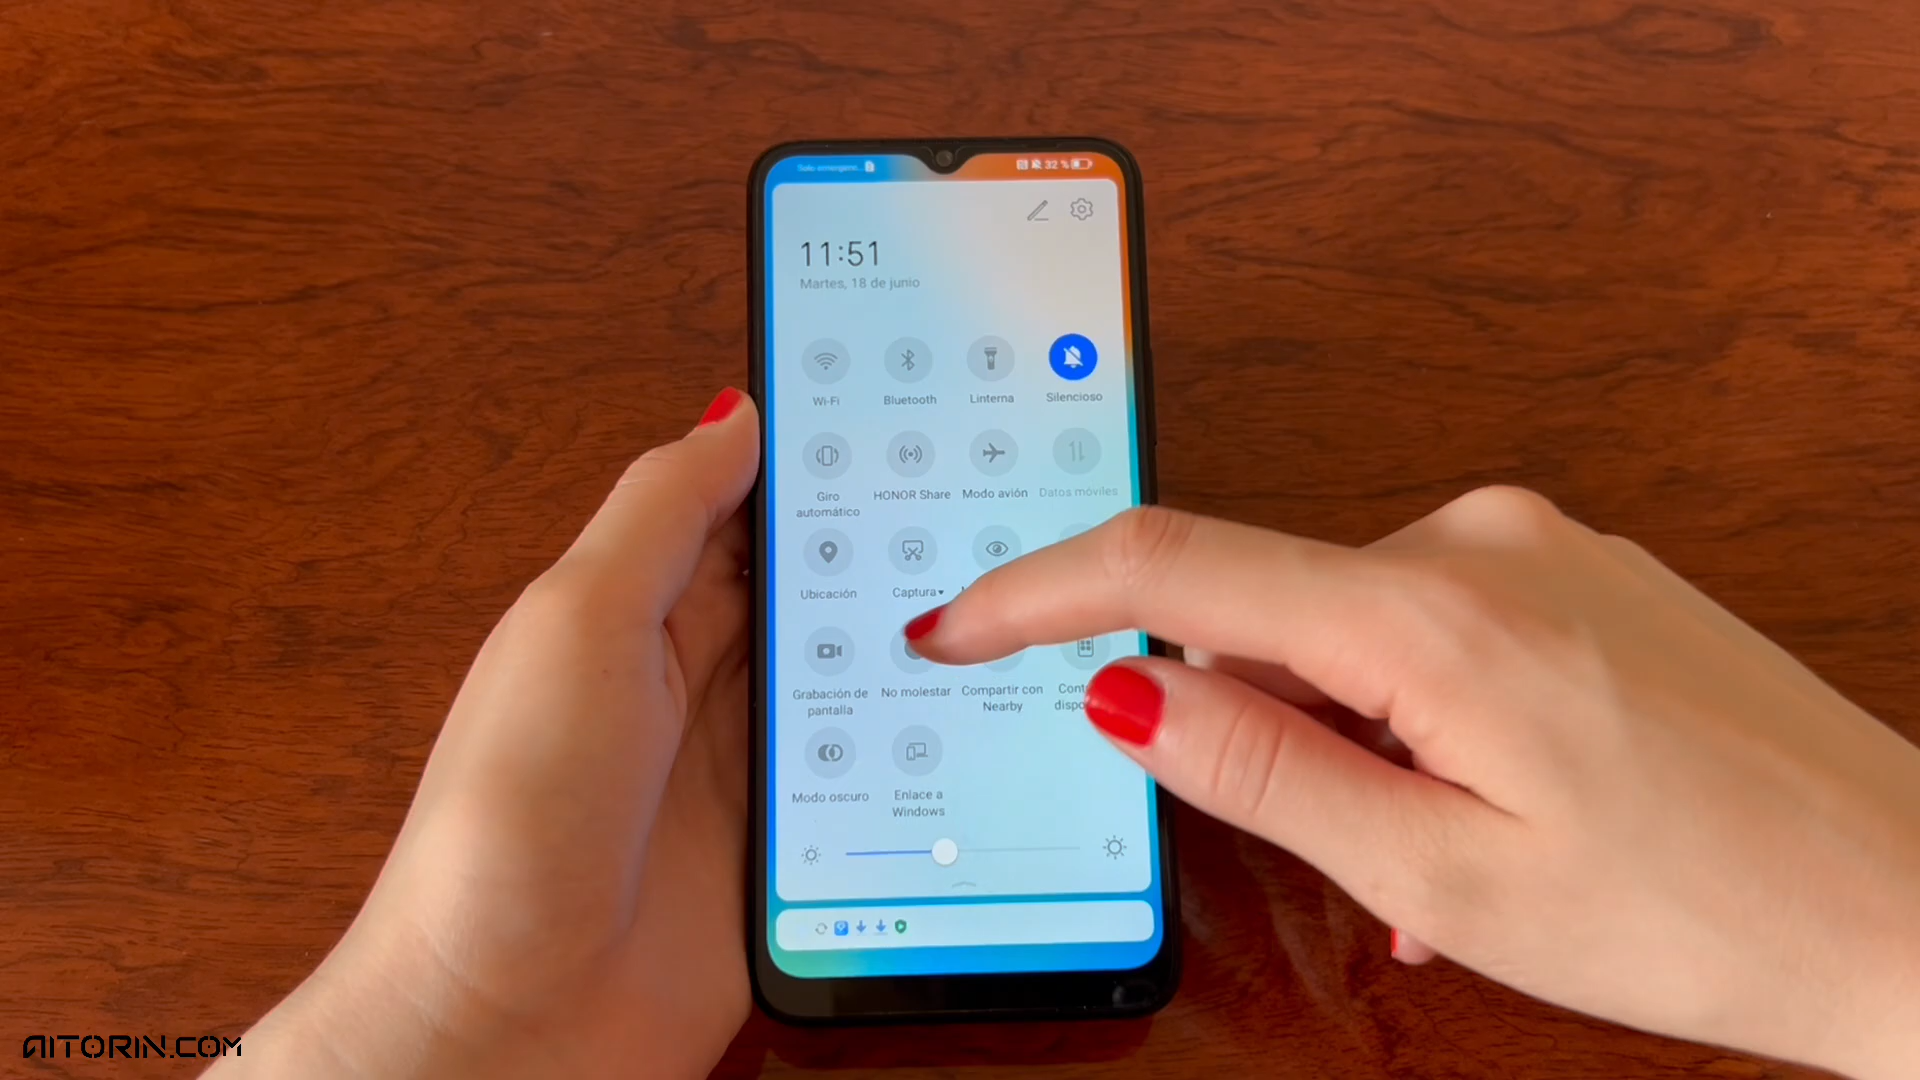 Solo emergenc...
32 %
11:51
Martes, 18 de junio
Wi-Fi
Bluetooth
Linterna
Silencioso
Giro
automático
HONOR Share
Modo avión
Datos móviles
Ubicación
Captura
Grabación de
pantalla
No molestar
Compartir con
Nearby
Modo oscuro
Enlace a
Windows
AITORIN.COM